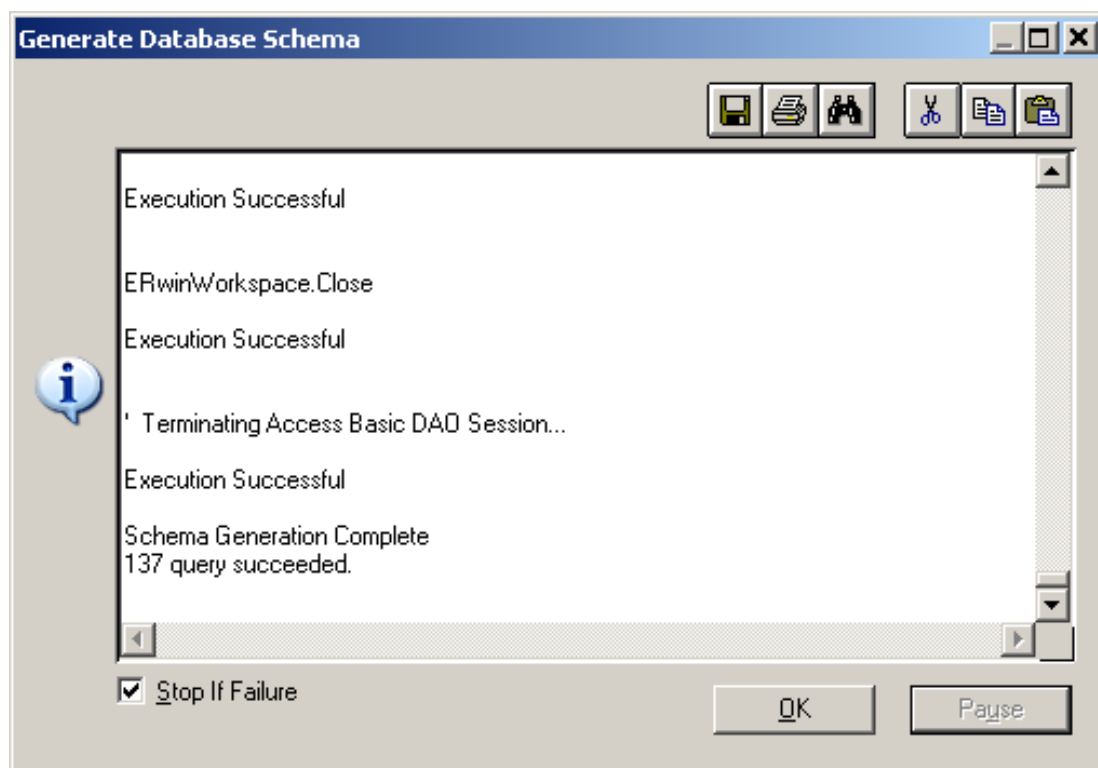 Generate Database Schema
Execution Successful
ERwinWorkspace.Close
Execution Successful
' Terminating Access Basic DAO Session...
Execution Successful
Schema Generation Complete
137 query succeeded.
Stop If Failure
OK
Pause